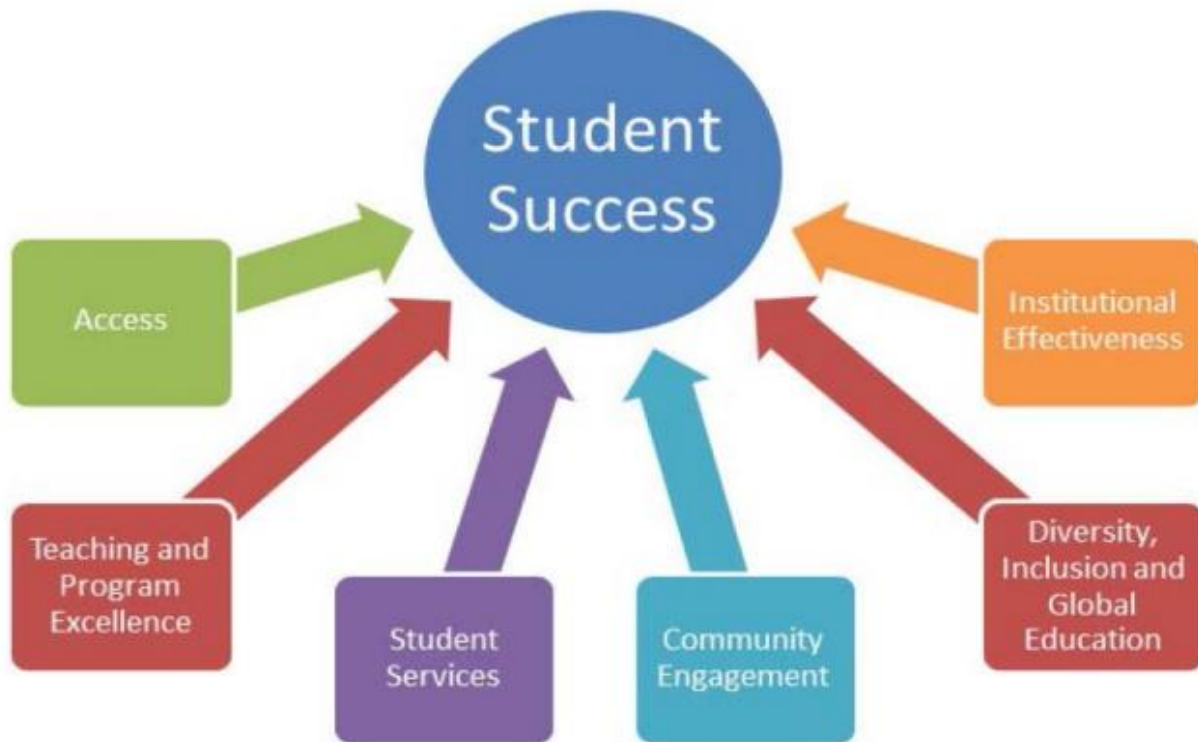 Student
Success
Access
Institutional
Effectiveness
Teaching and
Program
Excellence
Student
Services
Community
Engagement
Diversity,
Inclusion and
Global
Education